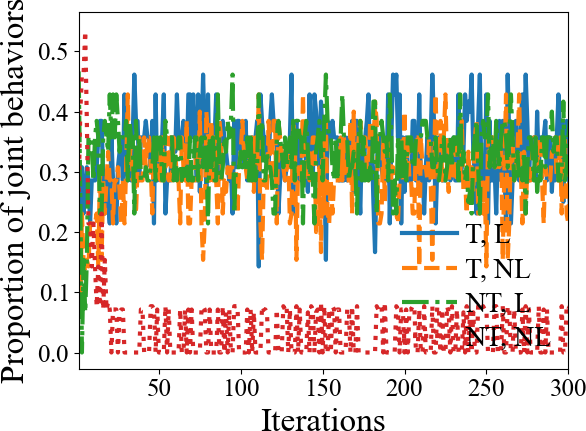 Proportion of joint behaviors
0.5
0.4
0.3
0.2
0.1
0.0
T, L
T, NL
NT, L
NT, NL
50 100 150 200 250 300
Iterations